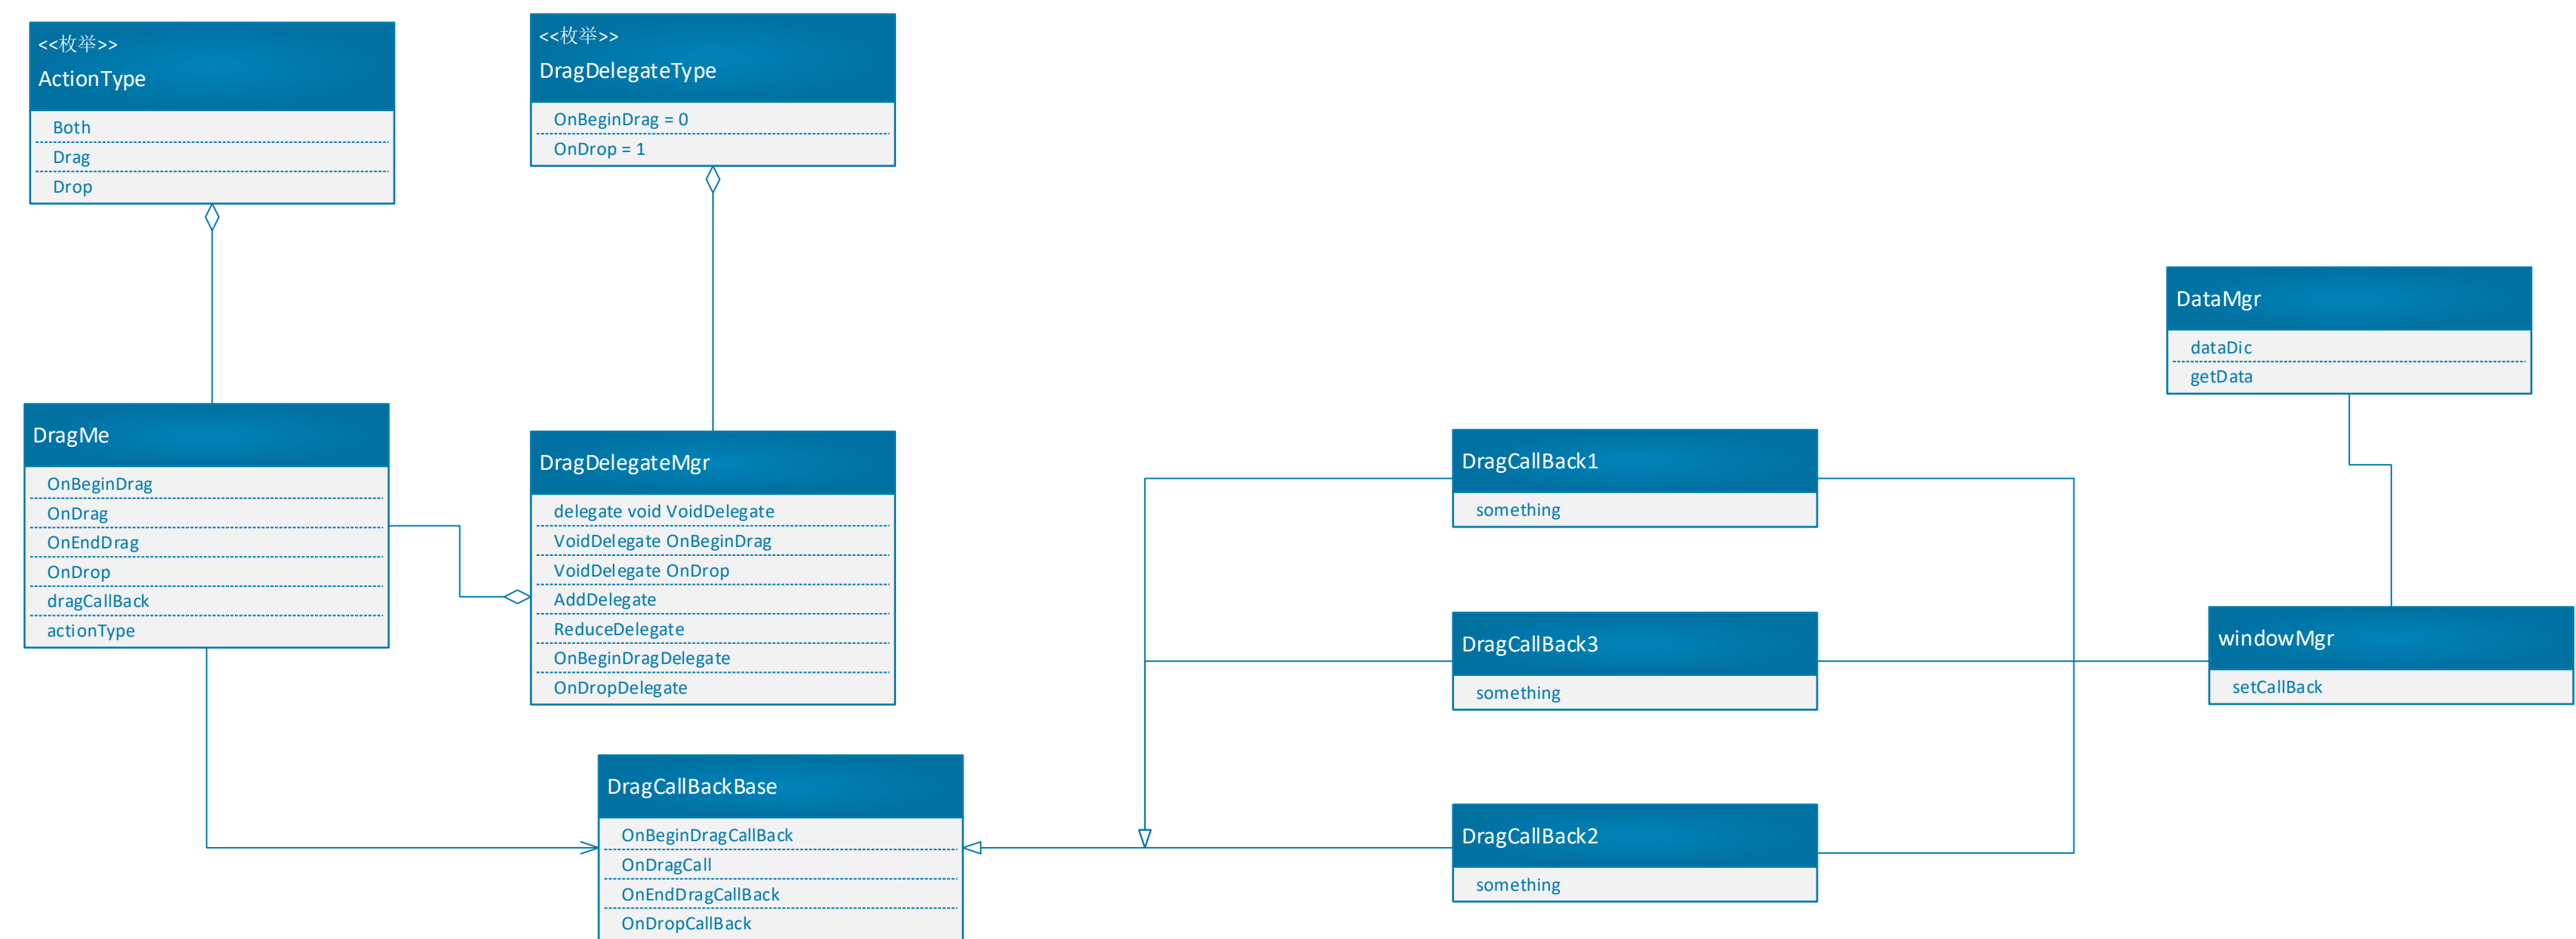 <<枚举>>
ActionType
Both
Drag
Drop
<<枚举>>
DragDelegateType
OnBeginDrag = 0
OnDrop = 1
DragMe
OnBeginDrag
OnDrag
OnEndDrag
OnDrop
dragCallBack
actionType
DragDelegateMgr
delegate void VoidDelegate
VoidDelegate OnBeginDrag
VoidDelegate OnDrop
AddDelegate
ReduceDelegate
OnBeginDragDelegate
OnDropDelegate
DragCallBackBase
OnBeginDragCallBack
OnDragCall
OnEndDragCallBack
OnDropCallBack
DragCallBack1
something
DragCallBack3
something
DragCallBack2
something
DataMgr
dataDic
getData
windowMgr
setCallBack